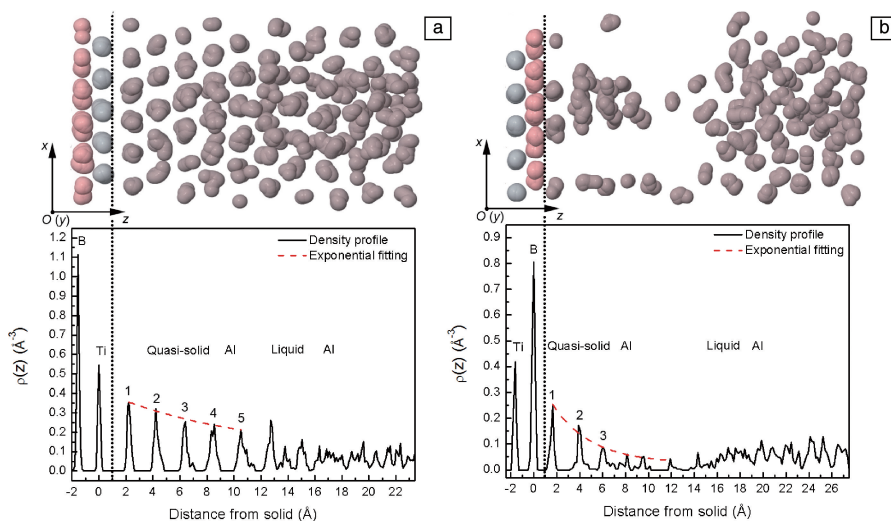 a
x
O (y)
z
1.2
1.1
1.0
0.9
0.8
0.7
0.6
0.5
0.4
0.3
0.2
0.1
0.0
ρ(z) (Å⁻³)
B
Ti
Density profile
Exponential fitting
Quasi-solid Al
Liquid Al
1
2
3
4
5
-2 0 2 4 6 8 10 12 14 16 18 20 22
Distance from solid (Å)
b
x
O (y)
z
0.9
0.8
0.7
0.6
0.5
0.4
0.3
0.2
0.1
0.0
ρ(z) (Å⁻³)
Ti
B
Density profile
Exponential fitting
Quasi-solid Al
Liquid Al
1
2
3
-2 0 2 4 6 8 10 12 14 16 18 20 22 24 26
Distance from solid (Å)